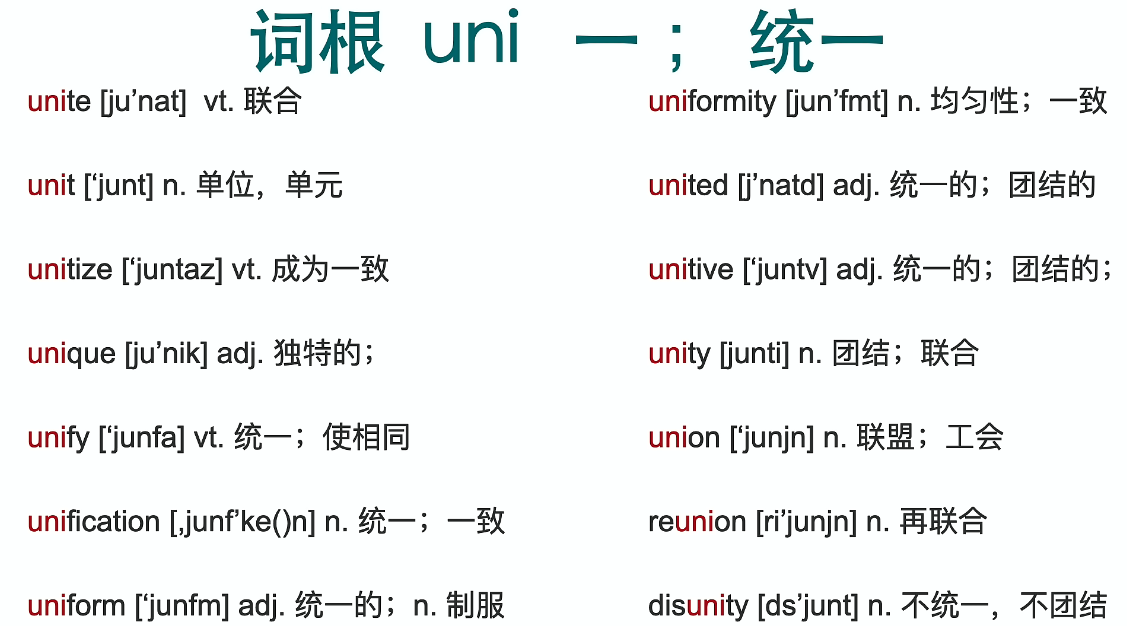 词根 uni 一； 统一
unite [ju’nat] vt. 联合
unit [‘junt] n. 单位，单元
unitize [‘juntaz] vt. 成为一致
unique [ju’nik] adj. 独特的；
unify [‘junfa] vt. 统一；使相同
unification [,junf’ke()n] n. 统一；一致
uniform [‘junfm] adj. 统一的；n. 制服
uniformity [jun’fmt] n. 均匀性；一致
united [j’natd] adj. 统一的；团结的
unitive [‘juntv] adj. 统一的；团结的；
unity [junti] n. 团结；联合
union [‘junjn] n. 联盟；工会
reunion [ri’junjn] n. 再联合
disunity [ds’junt] n. 不统一，不团结